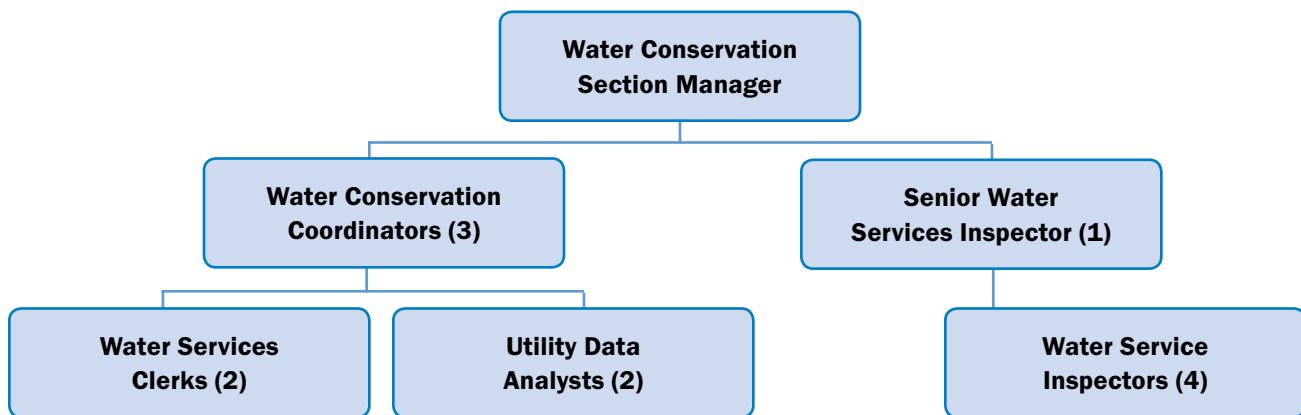 Water Conservation
Section Manager
Water Conservation
Coordinators (3)
Senior Water
Services Inspector (1)
Water Services
Clerks (2)
Utility Data
Analysts (2)
Water Service
Inspectors (4)